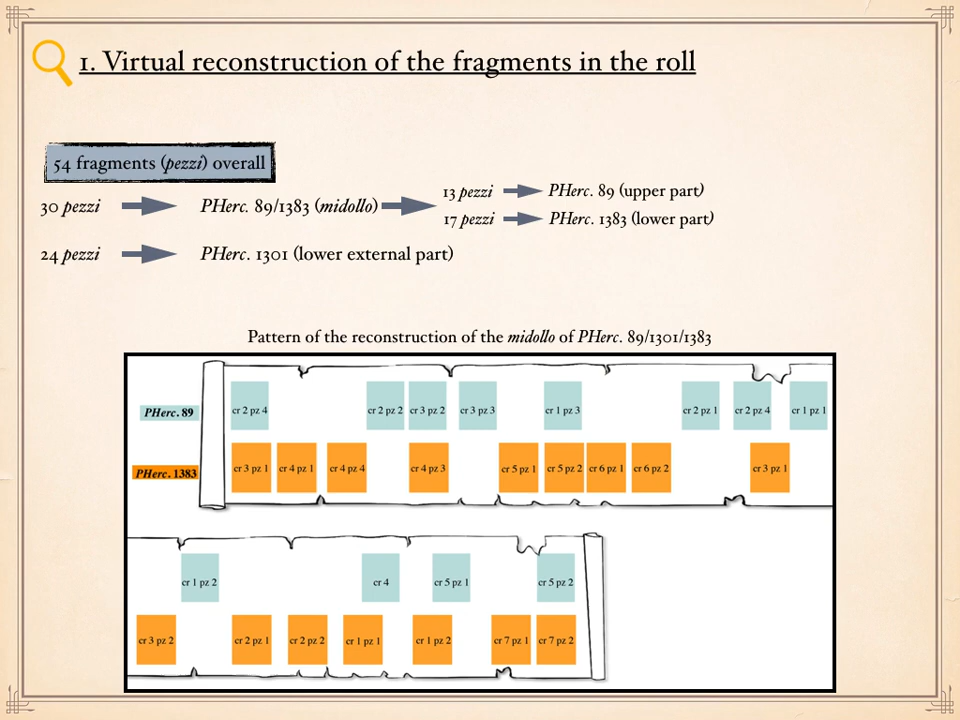 1. Virtual reconstruction of the fragments in the roll
54 fragments (pezzi) overall
30 pezzi PHerc. 89/1383 (midollo) 13 pezzi PHerc. 89 (upper part)
17 pezzi PHerc. 1383 (lower part)
24 pezzi PHerc. 1301 (lower external part)
Pattern of the reconstruction of the midollo of PHerc. 89/1301/1383
PHerc. 89 cr 2 pz 4 cr 2 pz 2 cr 3 pz 2 cr 3 pz 3 cr 1 pz 3 cr 2 pz 1 cr 2 pz 4 cr 1 pz 1
PHerc. 1383 cr 3 pz 1 cr 4 pz 1 cr 4 pz 4 cr 4 pz 3 cr 5 pz 1 cr 5 pz 2 cr 6 pz 1 cr 6 pz 2 cr 3 pz 1
cr 1 pz 2 cr 4 cr 5 pz 1 cr 5 pz 2
cr 3 pz 2 cr 2 pz 1 cr 2 pz 2 cr 1 pz 1 cr 1 pz 2 cr 7 pz 1 cr 7 pz 2